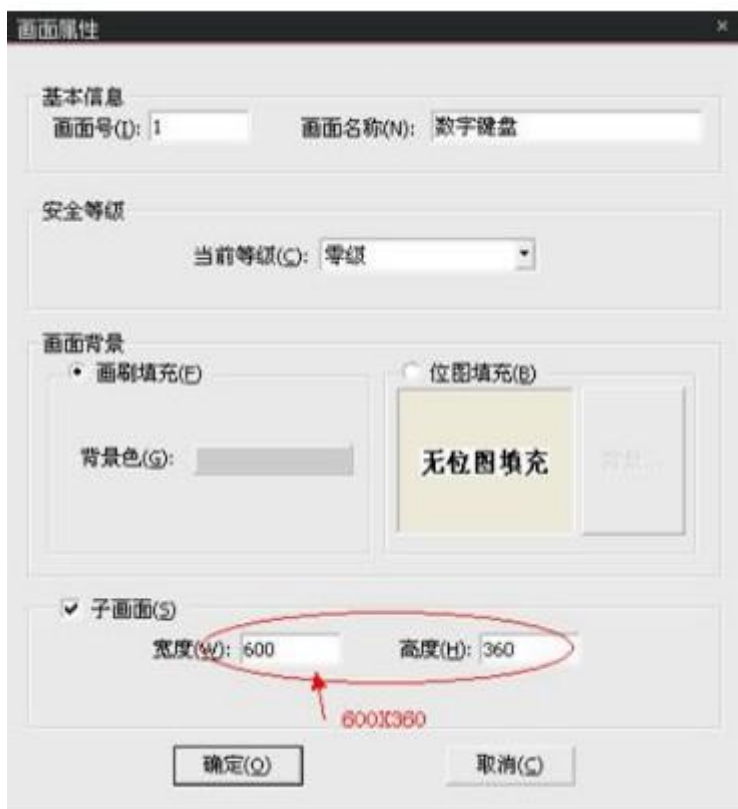 画面属性
基本信息
画面号(I): 1 画面名称(N): 数字键盘
安全等级
当前等级(C): 零级
画面背景
画刷填充(F) 位图填充(B)
背景色(G): 无位图填充 背景...
子画面(S)
宽度(W): 600 高度(H): 360
600X360
确定(O) 取消(C)